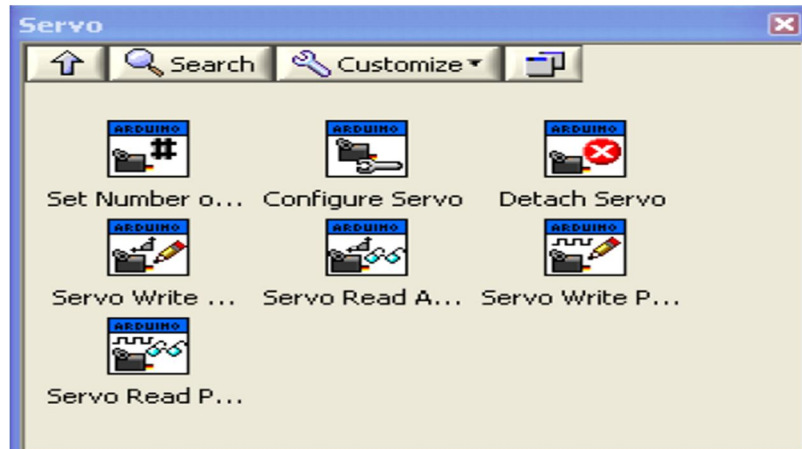 Servo
Search Customize
ARDUINO ARDUINO ARDUINO
#
Set Number o... Configure Servo Detach Servo
ARDUINO ARDUINO ARDUINO
Servo Write ... Servo Read A... Servo Write P...
ARDUINO
Servo Read P...